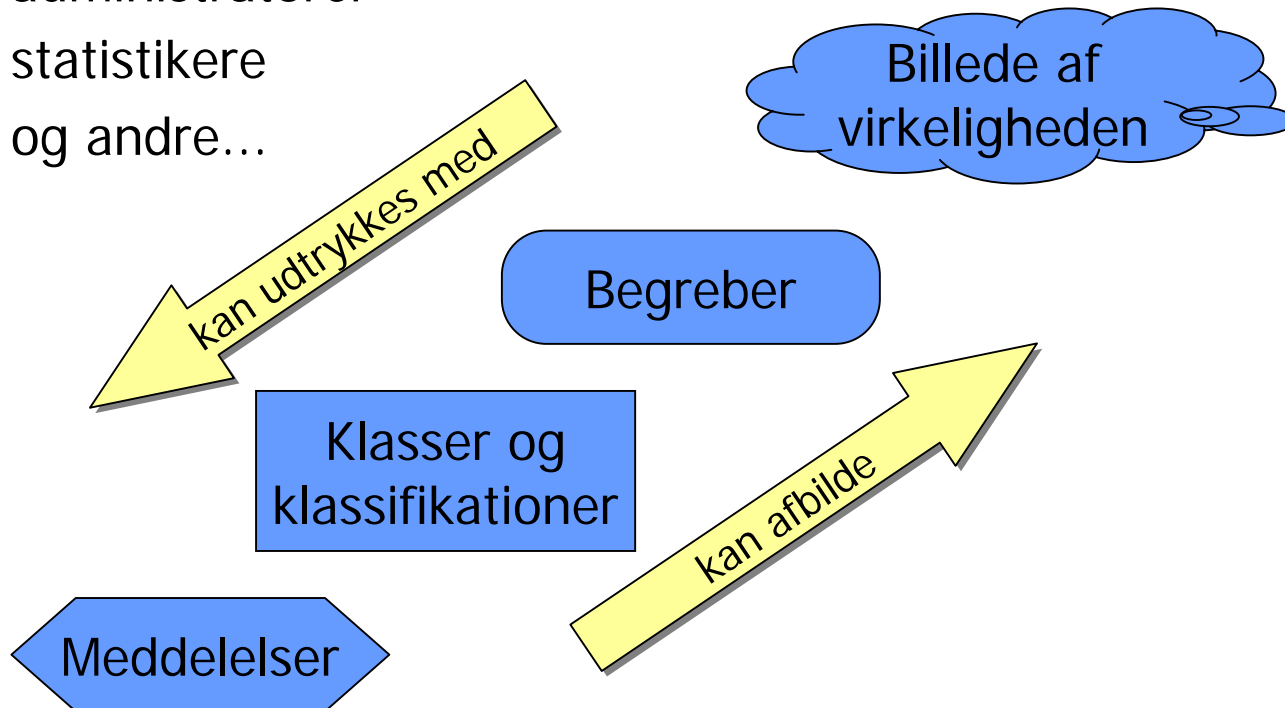 statistikere
og andre...
Billede af
virkeligheden
kan udtrykkes med
Begreber
Klasser og
klassifikationer
kan afbilde
Meddelelser